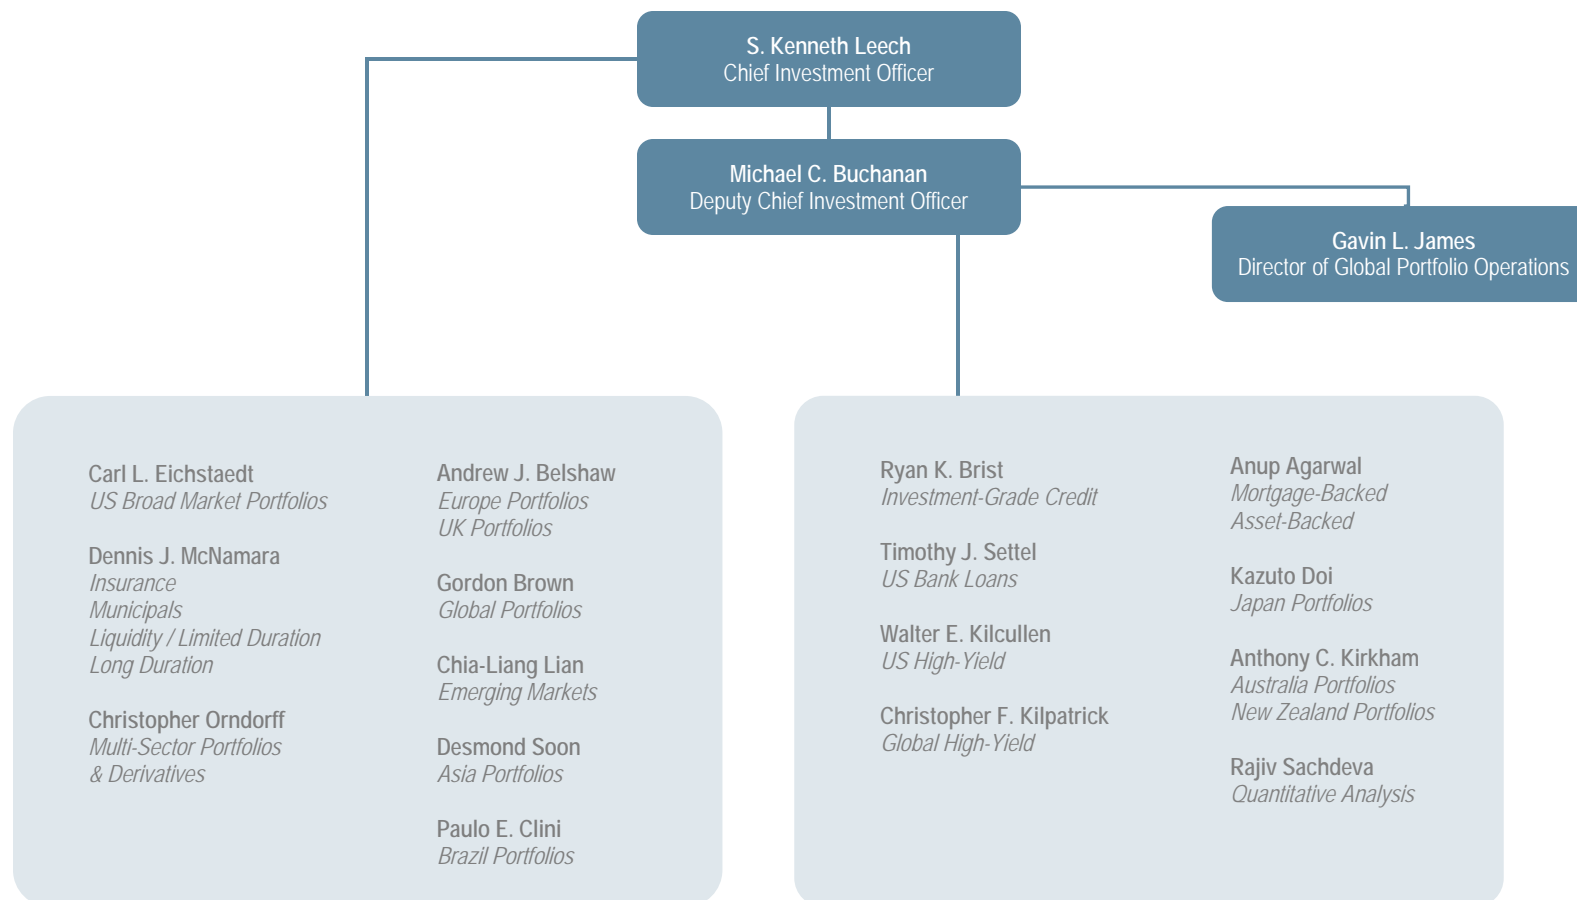 S. Kenneth Leech
Chief Investment Officer
Michael C. Buchanan
Deputy Chief Investment Officer
Gavin L. James
Director of Global Portfolio Operations
Carl L. Eichstaedt
US Broad Market Portfolios
Dennis J. McNamara
Insurance
Municipals
Liquidity / Limited Duration
Long Duration
Christopher Orndorff
Multi-Sector Portfolios
& Derivatives
Andrew J. Belshaw
Europe Portfolios
UK Portfolios
Gordon Brown
Global Portfolios
Chia-Liang Lian
Emerging Markets
Desmond Soon
Asia Portfolios
Paulo E. Clini
Brazil Portfolios
Ryan K. Brist
Investment-Grade Credit
Timothy J. Settel
US Bank Loans
Walter E. Kilcullen
US High-Yield
Christopher F. Kilpatrick
Global High-Yield
Anup Agarwal
Mortgage-Backed
Asset-Backed
Kazuto Doi
Japan Portfolios
Anthony C. Kirkham
Australia Portfolios
New Zealand Portfolios
Rajiv Sachdeva
Quantitative Analysis